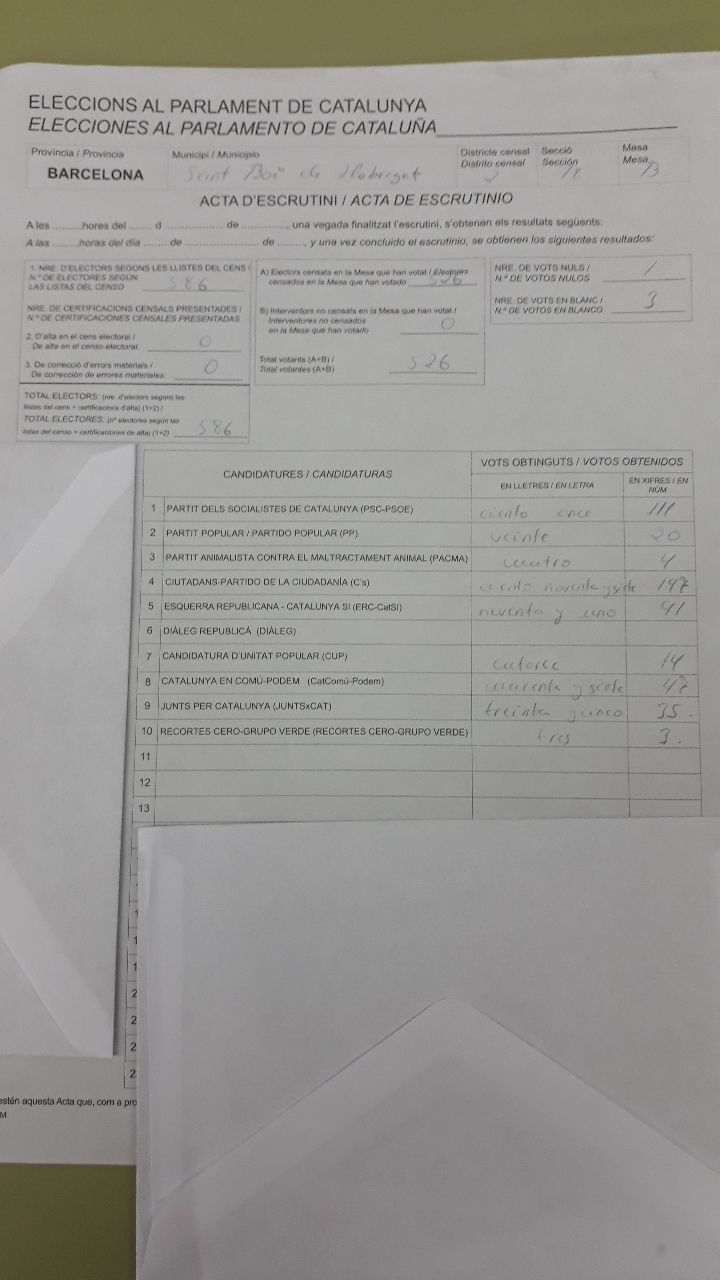 ELECCIONS AL PARLAMENT DE CATALUNYA
ELECCIONES AL PARLAMENTO DE CATALUÑA
Provincia / Provincia Municipi / Municipio Districte censal Secció Mesa
Distrito censal Sección Mesa
BARCELONA Sant Boi de Llobregat 2 18 B
ACTA D'ESCRUTINI / ACTA DE ESCRUTINIO
A les ..........hores del ....... d .................. de .............., una vegada finalitzat l'escrutini, s'obtenen els resultats següents:
A las ..........horas del día ....... de ........................ de ........, y una vez concluido el escrutinio, se obtienen los siguientes resultados:
1. NRE. D'ELECTORS SEGONS LES LLISTES DEL CENS /
N.º DE ELECTORES SEGÚN
LAS LISTAS DEL CENSO 586
NRE. DE CERTIFICACIONS CENSALS PRESENTADES /
N.º DE CERTIFICACIONES CENSALES PRESENTADAS
2. D'alta en el cens electoral /
De alta en el censo electoral: 0
3. De correcció d'errors materials /
De corrección de errores materiales: 0
TOTAL ELECTORS: (nre. d'electors segons les
llistes del cens + certificacions d'alta) (1+2) /
TOTAL ELECTORES: (nº electores según las
listas del censo + certificaciones de alta) (1+2) 586
A) Electors censats en la Mesa que han votat / Electores
censados en la Mesa que han votado 526
B) Interventors no censats en la Mesa que han votat /
Interventores no censados
en la Mesa que han votado 0
Total votants (A+B) /
Total votantes (A+B) 526
NRE. DE VOTS NULS /
N.º DE VOTOS NULOS 1
NRE. DE VOTS EN BLANC /
N.º DE VOTOS EN BLANCO 3
CANDIDATURES / CANDIDATURAS VOTS OBTINGUTS / VOTOS OBTENIDOS
EN LLETRES / EN LETRA EN XIFRES / EN NÚM.
1 PARTIT DELS SOCIALISTES DE CATALUNYA (PSC-PSOE) ciento once 111
2 PARTIT POPULAR / PARTIDO POPULAR (PP) veinte 20
3 PARTIT ANIMALISTA CONTRA EL MALTRACTAMENT ANIMAL (PACMA) cuatro 4
4 CIUTADANS-PARTIDO DE LA CIUDADANÍA (C's) ciento noventa y siete 197
5 ESQUERRA REPUBLICANA - CATALUNYA SÍ (ERC-CatSí) noventa y uno 91
6 DIÀLEG REPUBLICÀ (DIÀLEG)
7 CANDIDATURA D'UNITAT POPULAR (CUP) catorce 14
8 CATALUNYA EN COMÚ-PODEM (CatComú-Podem) cuarenta y siete 47
9 JUNTS PER CATALUNYA (JUNTSxCAT) treinta y cinco 35.
10 RECORTES CERO-GRUPO VERDE (RECORTES CERO-GRUPO VERDE) tres 3.
11
12
13
1
1
1
2
2
2
2
estén aquesta Acta que, com a pro
M